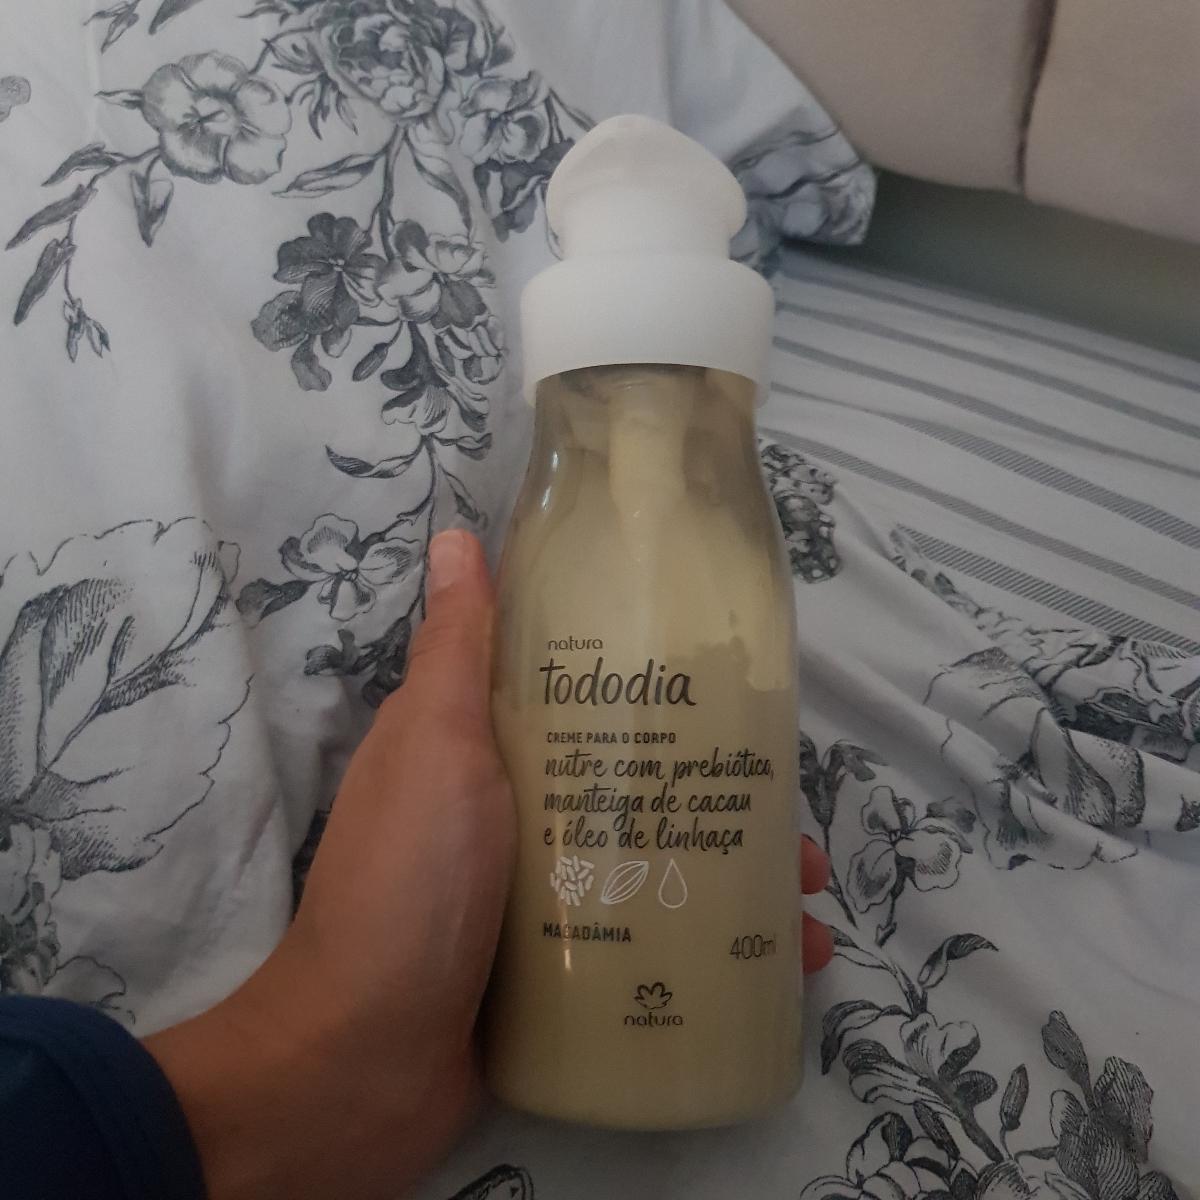 natura
tododia
CREME PARA O CORPO
nutre com prebiótico,
manteiga de cacau
e óleo de linhaça
MACADÂMIA
400ml
natura